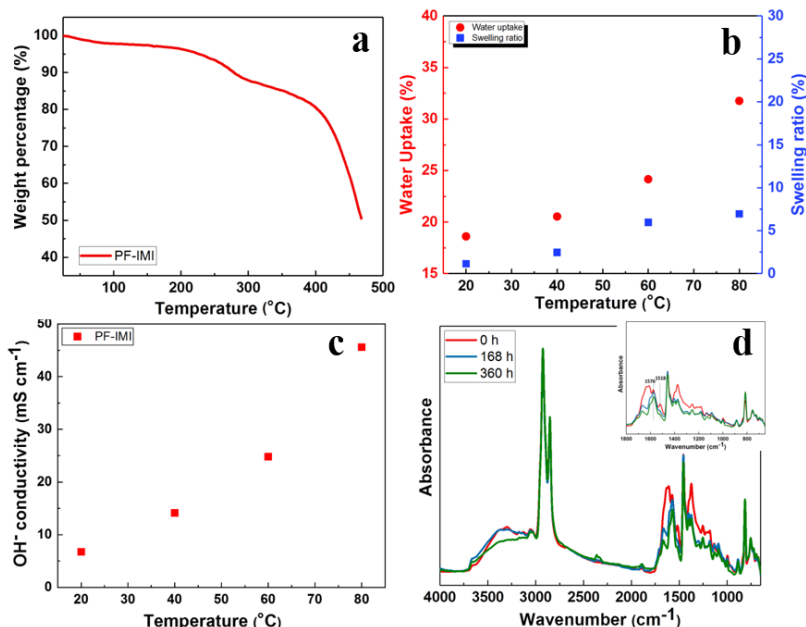 a
Weight percentage (%)
100
90
80
70
60
50
40
PF-IMI
100
200
300
400
500
Temperature (°C)
b
Water uptake
Swelling ratio
Water Uptake (%)
40
35
30
25
20
15
Swelling ratio (%)
30
25
20
15
10
5
0
20
30
40
50
60
70
80
Temperature (°C)
c
PF-IMI
OH⁻ conductivity (mS cm⁻¹)
50
40
30
20
10
0
20
30
40
50
60
70
80
Temperature (°C)
d
0 h
168 h
360 h
Absorbance
4000
3500
3000
2500
2000
1500
1000
Wavenumber (cm⁻¹)
Absorbance
1576
1518
1800
1600
1400
1200
1000
800
Wavenumber (cm⁻¹)